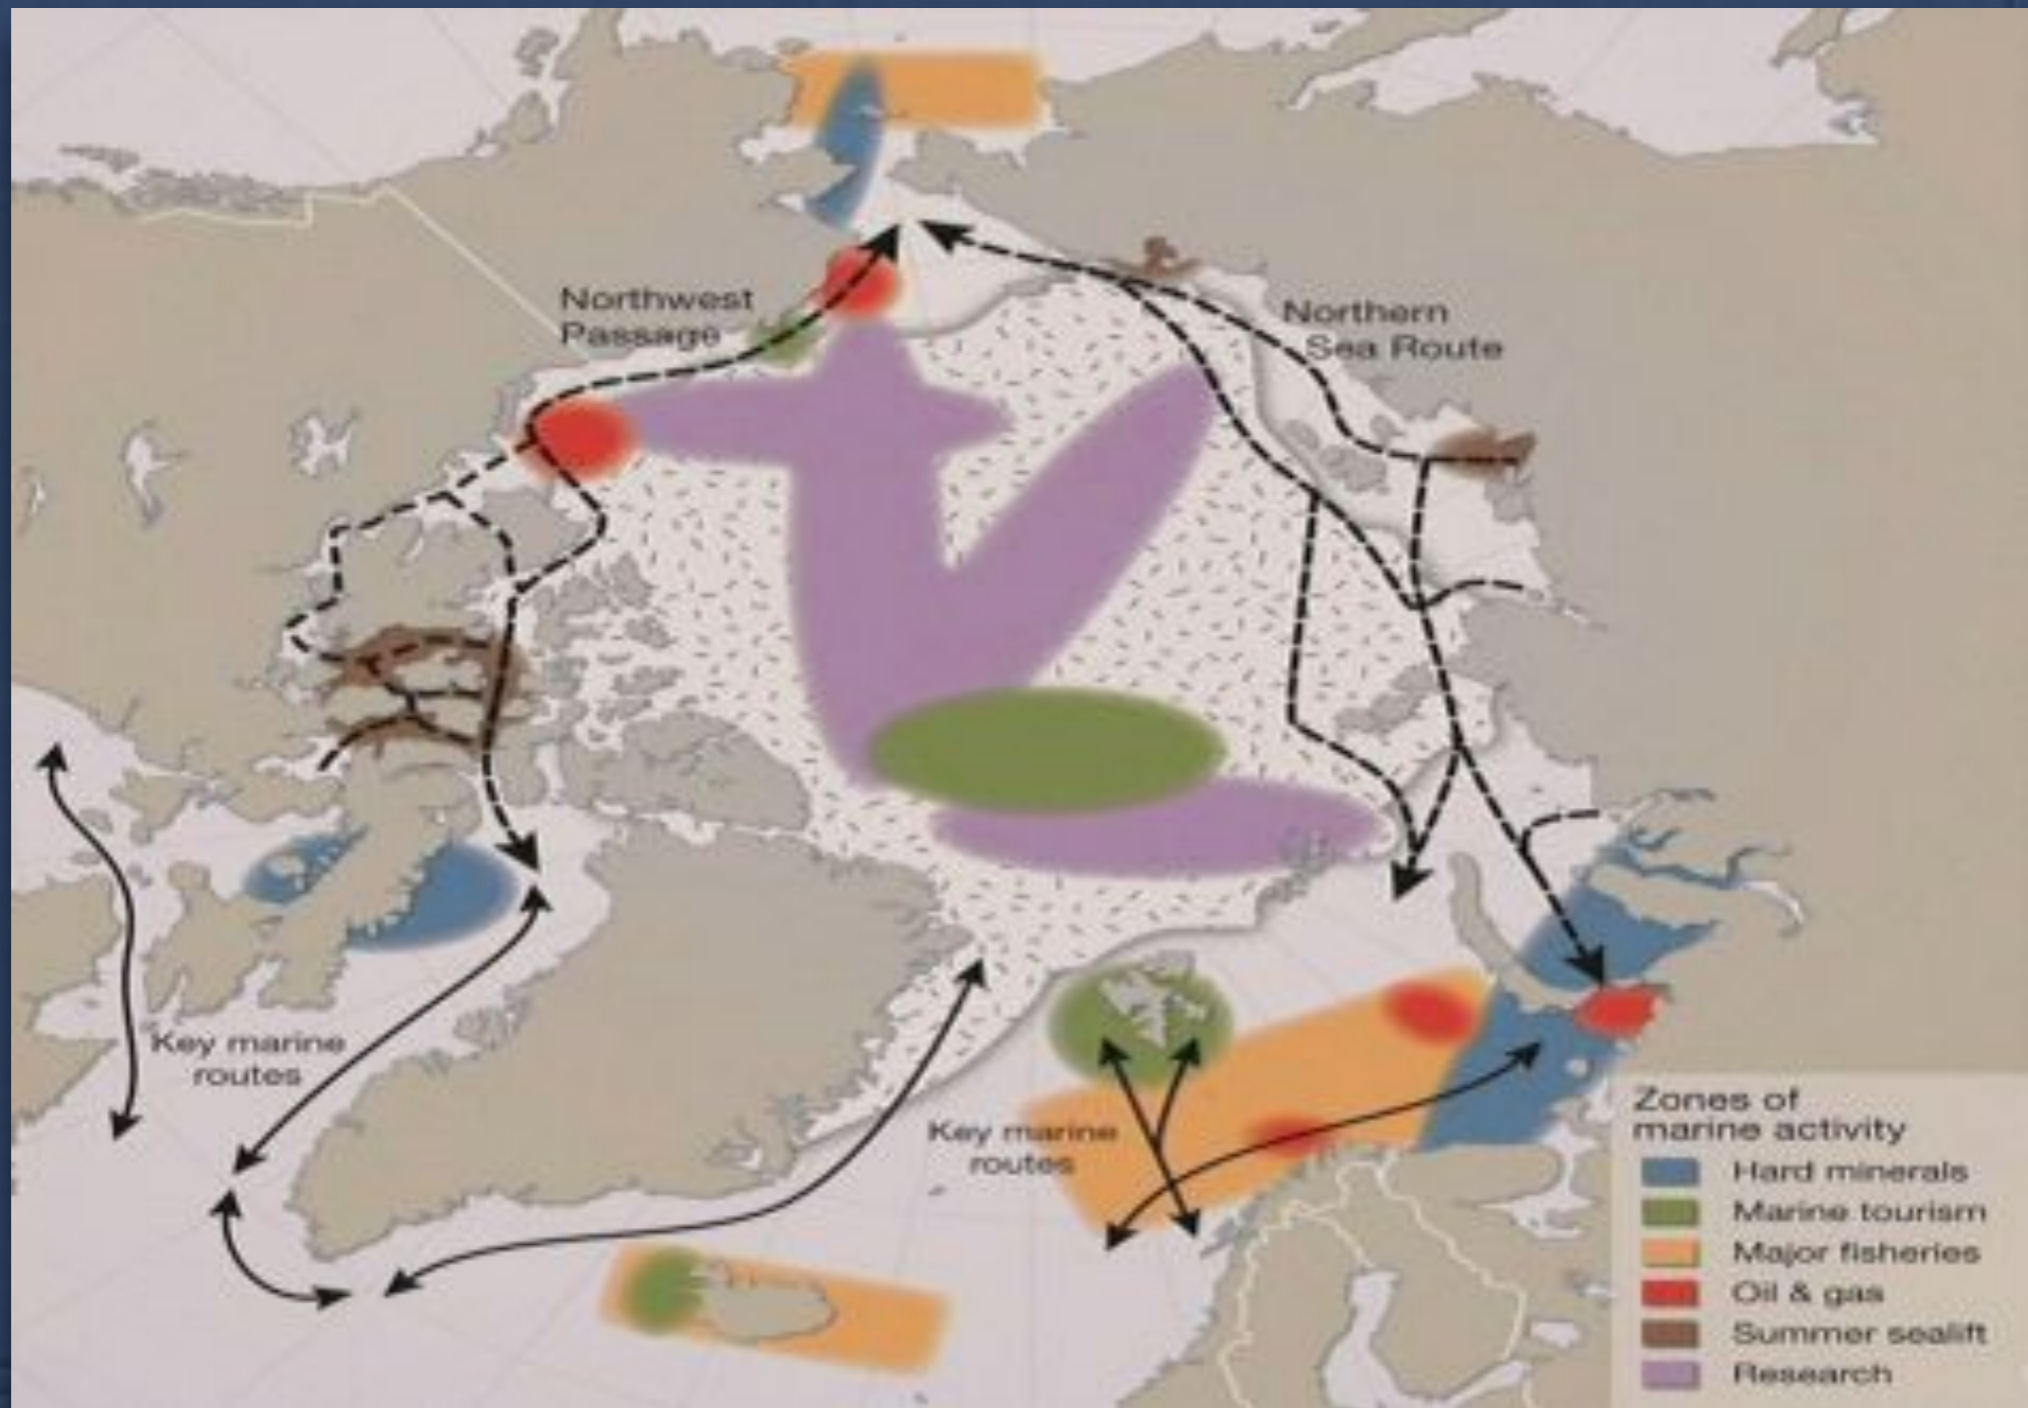 Northwest
Passage
Northern
Sea Route
Key marine
routes
Key marine
routes
Zones of
marine activity
Hard minerals
Marine tourism
Major fisheries
Oil & gas
Summer sealift
Research